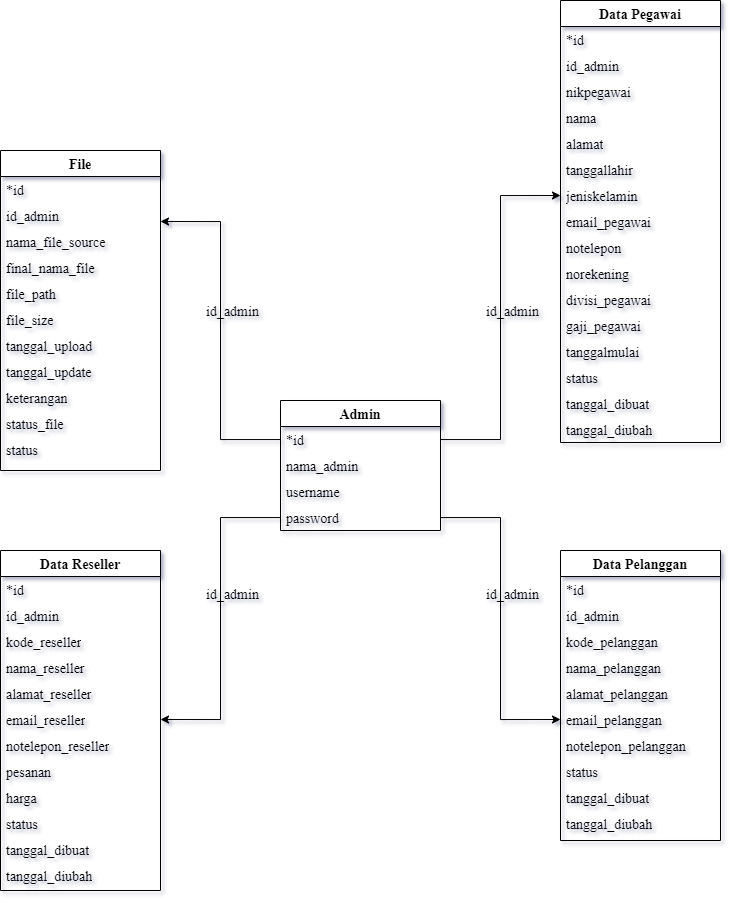 Data Pegawai
*id
id_admin
nikpegawai
nama
alamat
tanggallahir
jeniskelamin
email_pegawai
notelepon
norekening
divisi_pegawai
gaji_pegawai
tanggalmulai
status
tanggal_dibuat
tanggal_diubah
File
*id
id_admin
nama_file_source
final_nama_file
file_path
file_size
tanggal_upload
tanggal_update
keterangan
status_file
status
id_admin
id_admin
Admin
*id
nama_admin
username
password
id_admin
id_admin
Data Reseller
*id
id_admin
kode_reseller
nama_reseller
alamat_reseller
email_reseller
notelepon_reseller
pesanan
harga
status
tanggal_dibuat
tanggal_diubah
Data Pelanggan
*id
id_admin
kode_pelanggan
nama_pelanggan
alamat_pelanggan
email_pelanggan
notelepon_pelanggan
status
tanggal_dibuat
tanggal_diubah